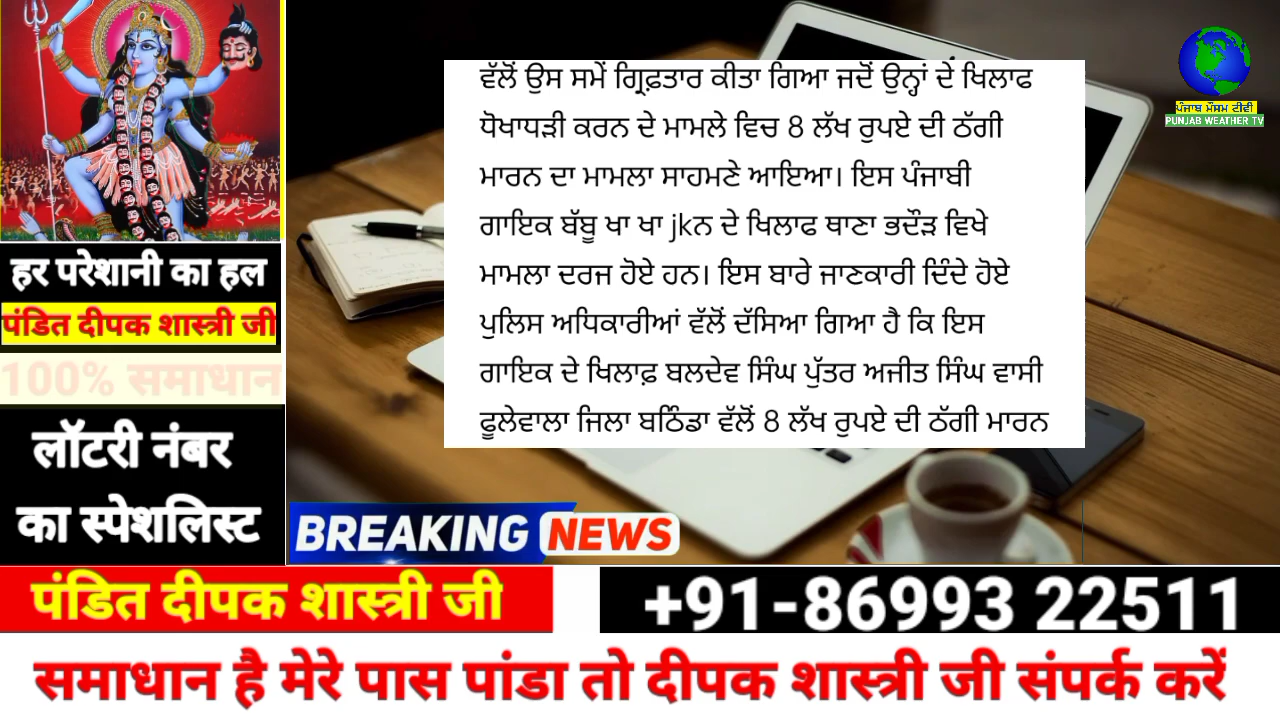 ਪੰਜਾਬ ਮੌਸਮ ਟੀਵੀ
PUNJAB WEATHER TV
ਵੱਲੋਂ ਉਸ ਸਮੇਂ ਗ੍ਰਿਫ਼ਤਾਰ ਕੀਤਾ ਗਿਆ ਜਦੋਂ ਉਨ੍ਹਾਂ ਦੇ ਖਿਲਾਫ
ਧੋਖਾਧੜੀ ਕਰਨ ਦੇ ਮਾਮਲੇ ਵਿਚ 8 ਲੱਖ ਰੁਪਏ ਦੀ ਠੱਗੀ
ਮਾਰਨ ਦਾ ਮਾਮਲਾ ਸਾਹਮਣੇ ਆਇਆ। ਇਸ ਪੰਜਾਬੀ
ਗਾਇਕ ਬੱਬੂ ਖਾ ਖਾ jkਨ ਦੇ ਖਿਲਾਫ ਥਾਣਾ ਭਦੌੜ ਵਿਖੇ
ਮਾਮਲਾ ਦਰਜ ਹੋਏ ਹਨ। ਇਸ ਬਾਰੇ ਜਾਣਕਾਰੀ ਦਿੰਦੇ ਹੋਏ
ਪੁਲਿਸ ਅਧਿਕਾਰੀਆਂ ਵੱਲੋਂ ਦੱਸਿਆ ਗਿਆ ਹੈ ਕਿ ਇਸ
ਗਾਇਕ ਦੇ ਖਿਲਾਫ਼ ਬਲਦੇਵ ਸਿੰਘ ਪੁੱਤਰ ਅਜੀਤ ਸਿੰਘ ਵਾਸੀ
ਫੂਲੇਵਾਲਾ ਜਿਲਾ ਬਠਿੰਡਾ ਵੱਲੋਂ 8 ਲੱਖ ਰੁਪਏ ਦੀ ਠੱਗੀ ਮਾਰਨ
हर परेशानी का हल
पंडित दीपक शास्त्री जी
100% समाधान
लॉटरी नंबर
का स्पेशलिस्ट
BREAKING NEWS
पंडित दीपक शास्त्री जी
+91-86993 22511
समाधान है मेरे पास पांडा तो दीपक शास्त्री जी संपर्क करें